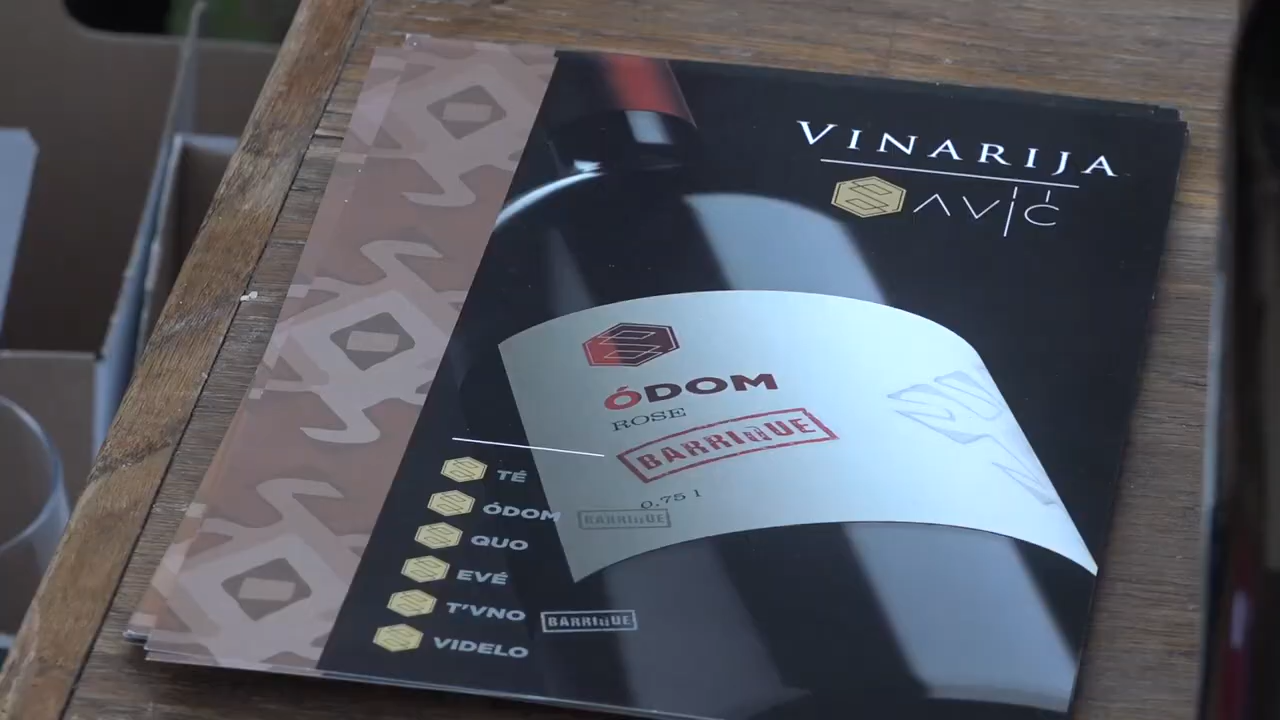 VINARIJA
AVIĆ
ÓDOM
ROSE
BARRIQUE
0.75 l
TÉ
ÓDOM BARRIQUE
QUO
EVÉ
T'VNO BARRIQUE
VIDELO